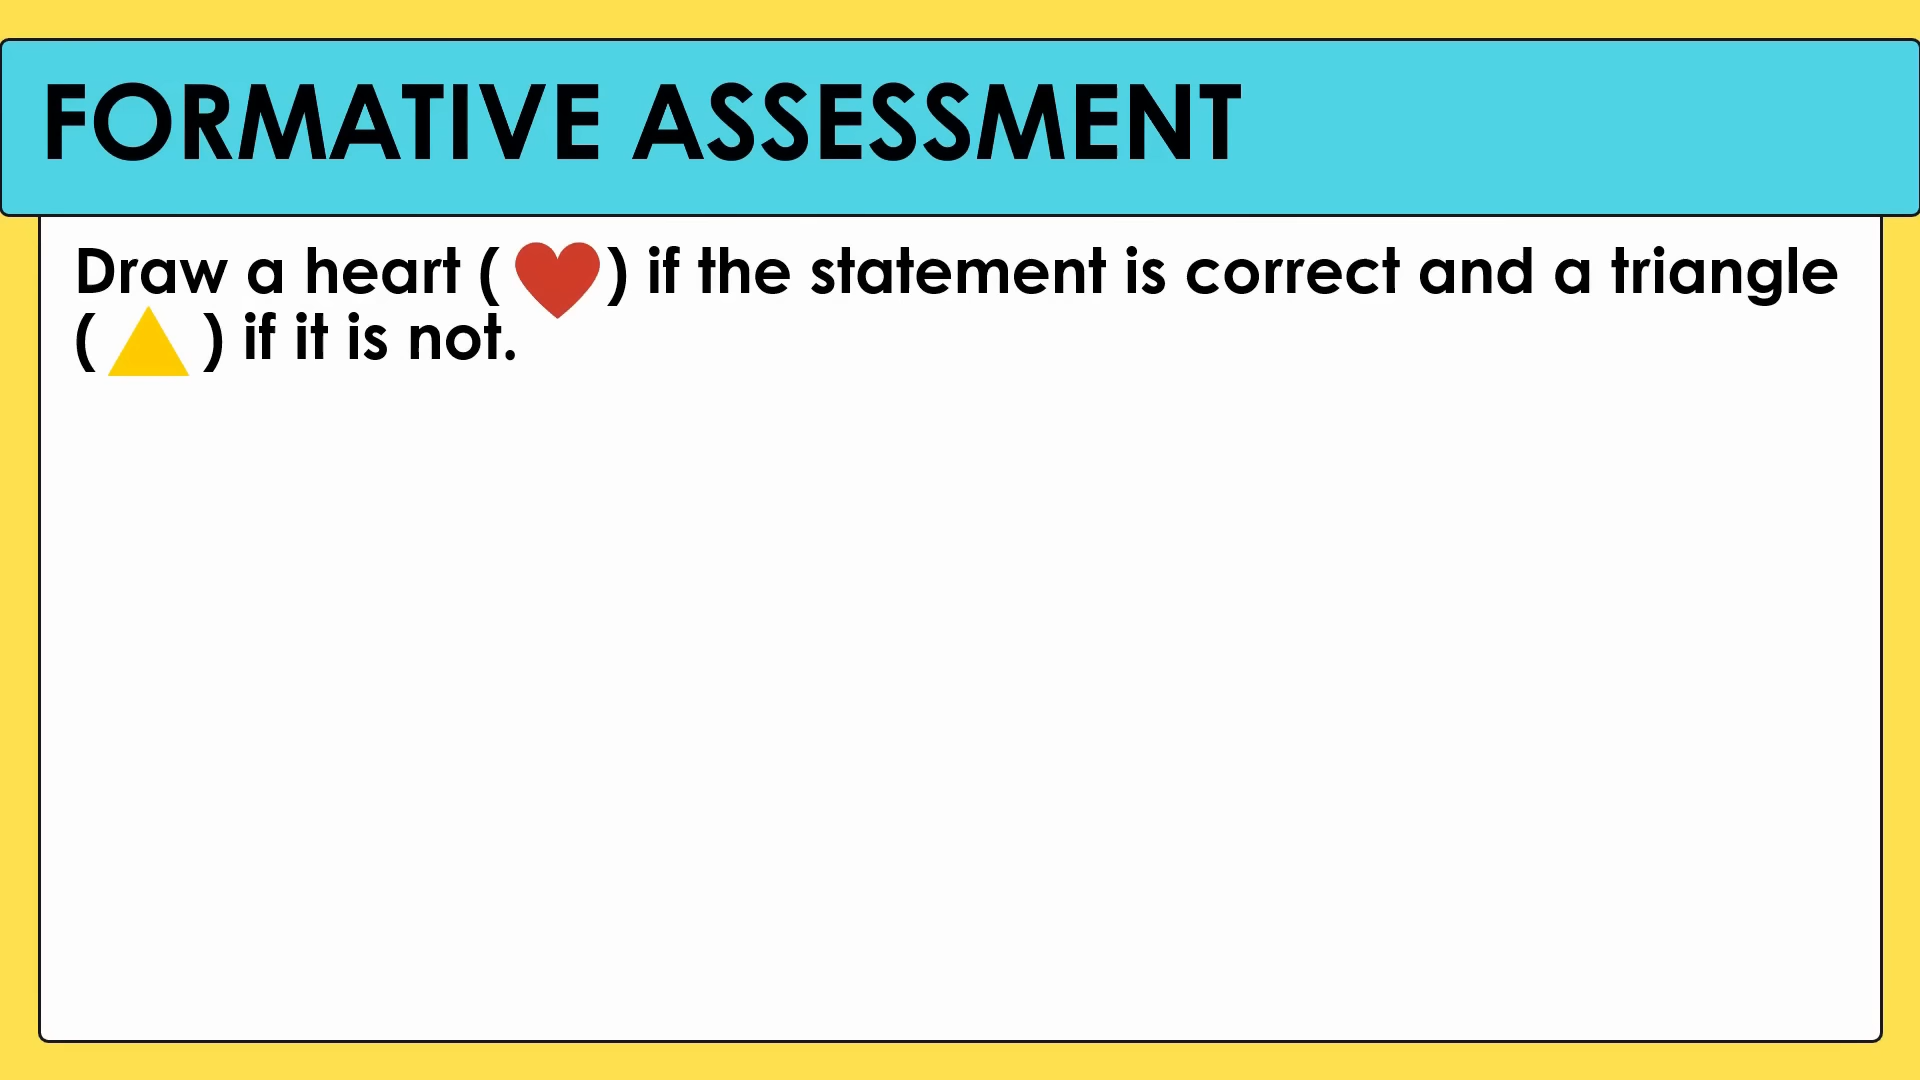 FORMATIVE ASSESSMENT
Draw a heart ( ) if the statement is correct and a triangle
( ) if it is not.